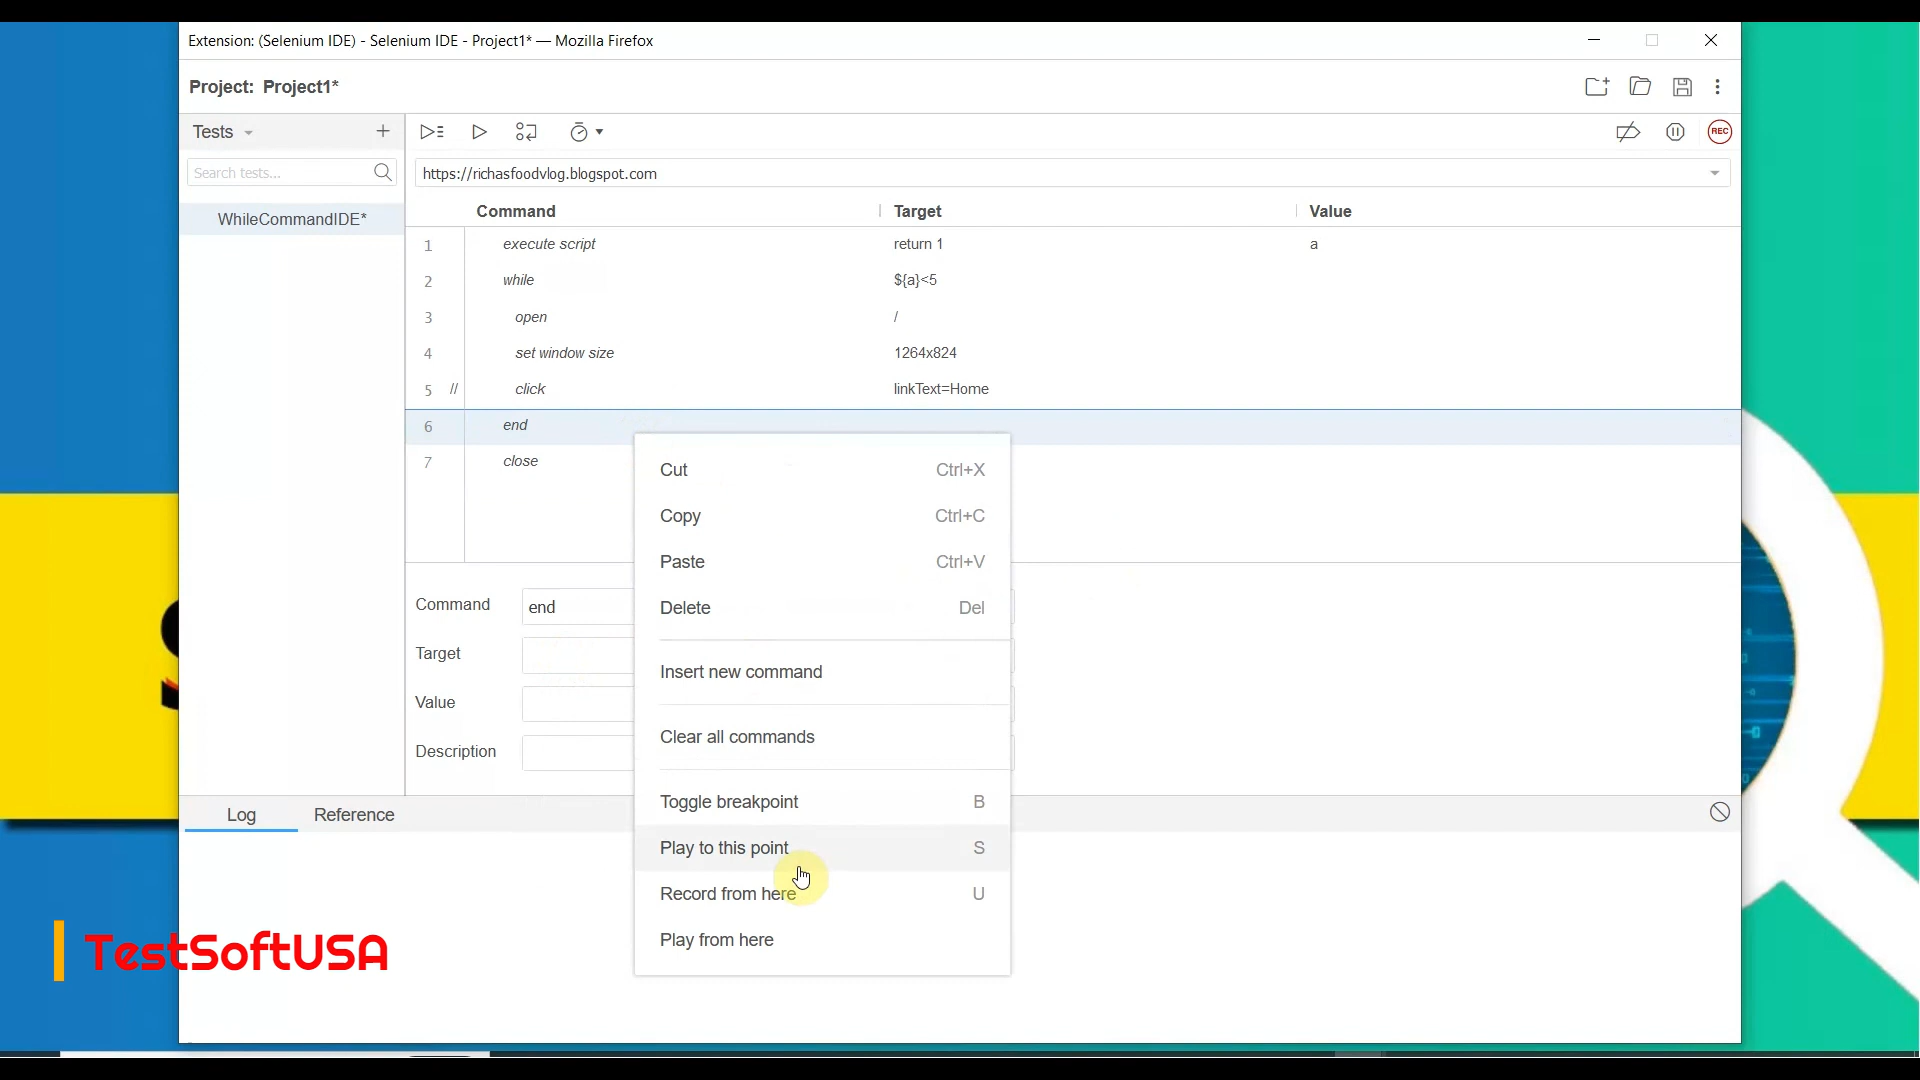 Extension: (Selenium IDE) - Selenium IDE - Project1* — Mozilla Firefox
Project: Project1*
Tests
REC
Search tests...
https://richasfoodvlog.blogspot.com
WhileCommandIDE*
Command Target Value
1 execute script return 1 a
2 while ${a}<5
3 open /
4 set window size 1264x824
5 // click linkText=Home
6 end
7 close
Cut Ctrl+X
Copy Ctrl+C
Paste Ctrl+V
Delete Del
Insert new command
Clear all commands
Toggle breakpoint B
Play to this point S
Record from here U
Play from here
Command end
Target
Value
Description
Log Reference
TestSoftUSA